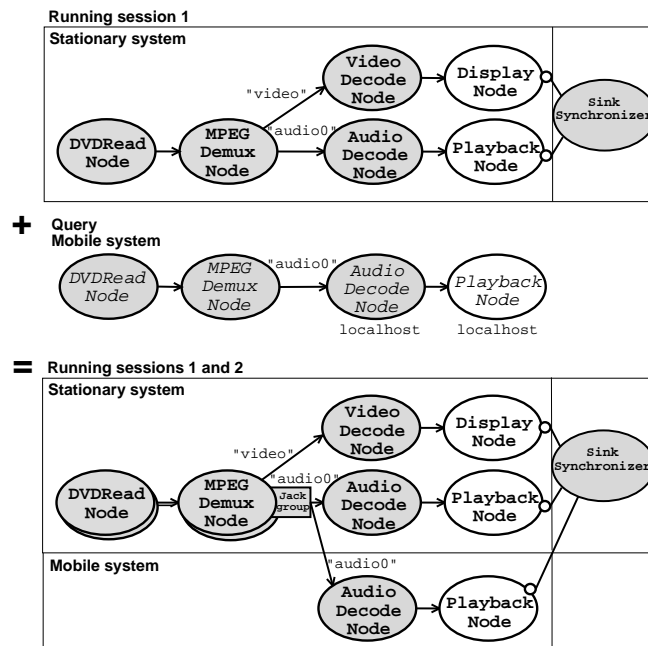 Running session 1
Stationary system
Video
Decode
Node
Display
Node
"video"
Sink
Synchronizer
"audio0"
DVDRead
Node
MPEG
Demux
Node
Audio
Decode
Node
Playback
Node
+ Query
Mobile system
DVDRead
Node
MPEG
Demux
Node
"audio0"
Audio
Decode
Node
Playback
Node
localhost
localhost
= Running sessions 1 and 2
Stationary system
Video
Decode
Node
Display
Node
"video"
Sink
Synchronizer
"audio0"
DVDRead
Node
MPEG
Demux
Node
Jack
group
Audio
Decode
Node
Playback
Node
Mobile system
"audio0"
Audio
Decode
Node
Playback
Node